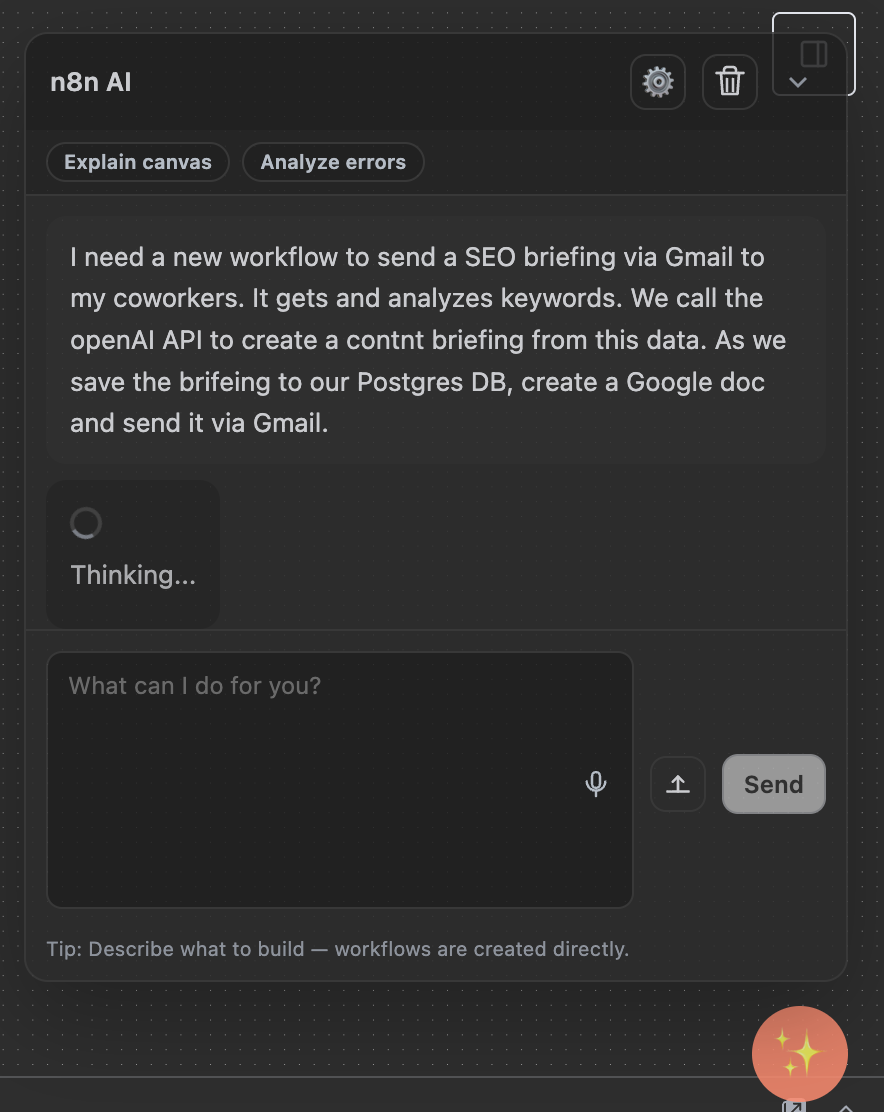 n8n AI
Explain canvas
Analyze errors
I need a new workflow to send a SEO briefing via Gmail to
my coworkers. It gets and analyzes keywords. We call the
openAI API to create a contnt briefing from this data. As we
save the brifeing to our Postgres DB, create a Google doc
and send it via Gmail.
Thinking...
What can I do for you?
Send
Tip: Describe what to build — workflows are created directly.